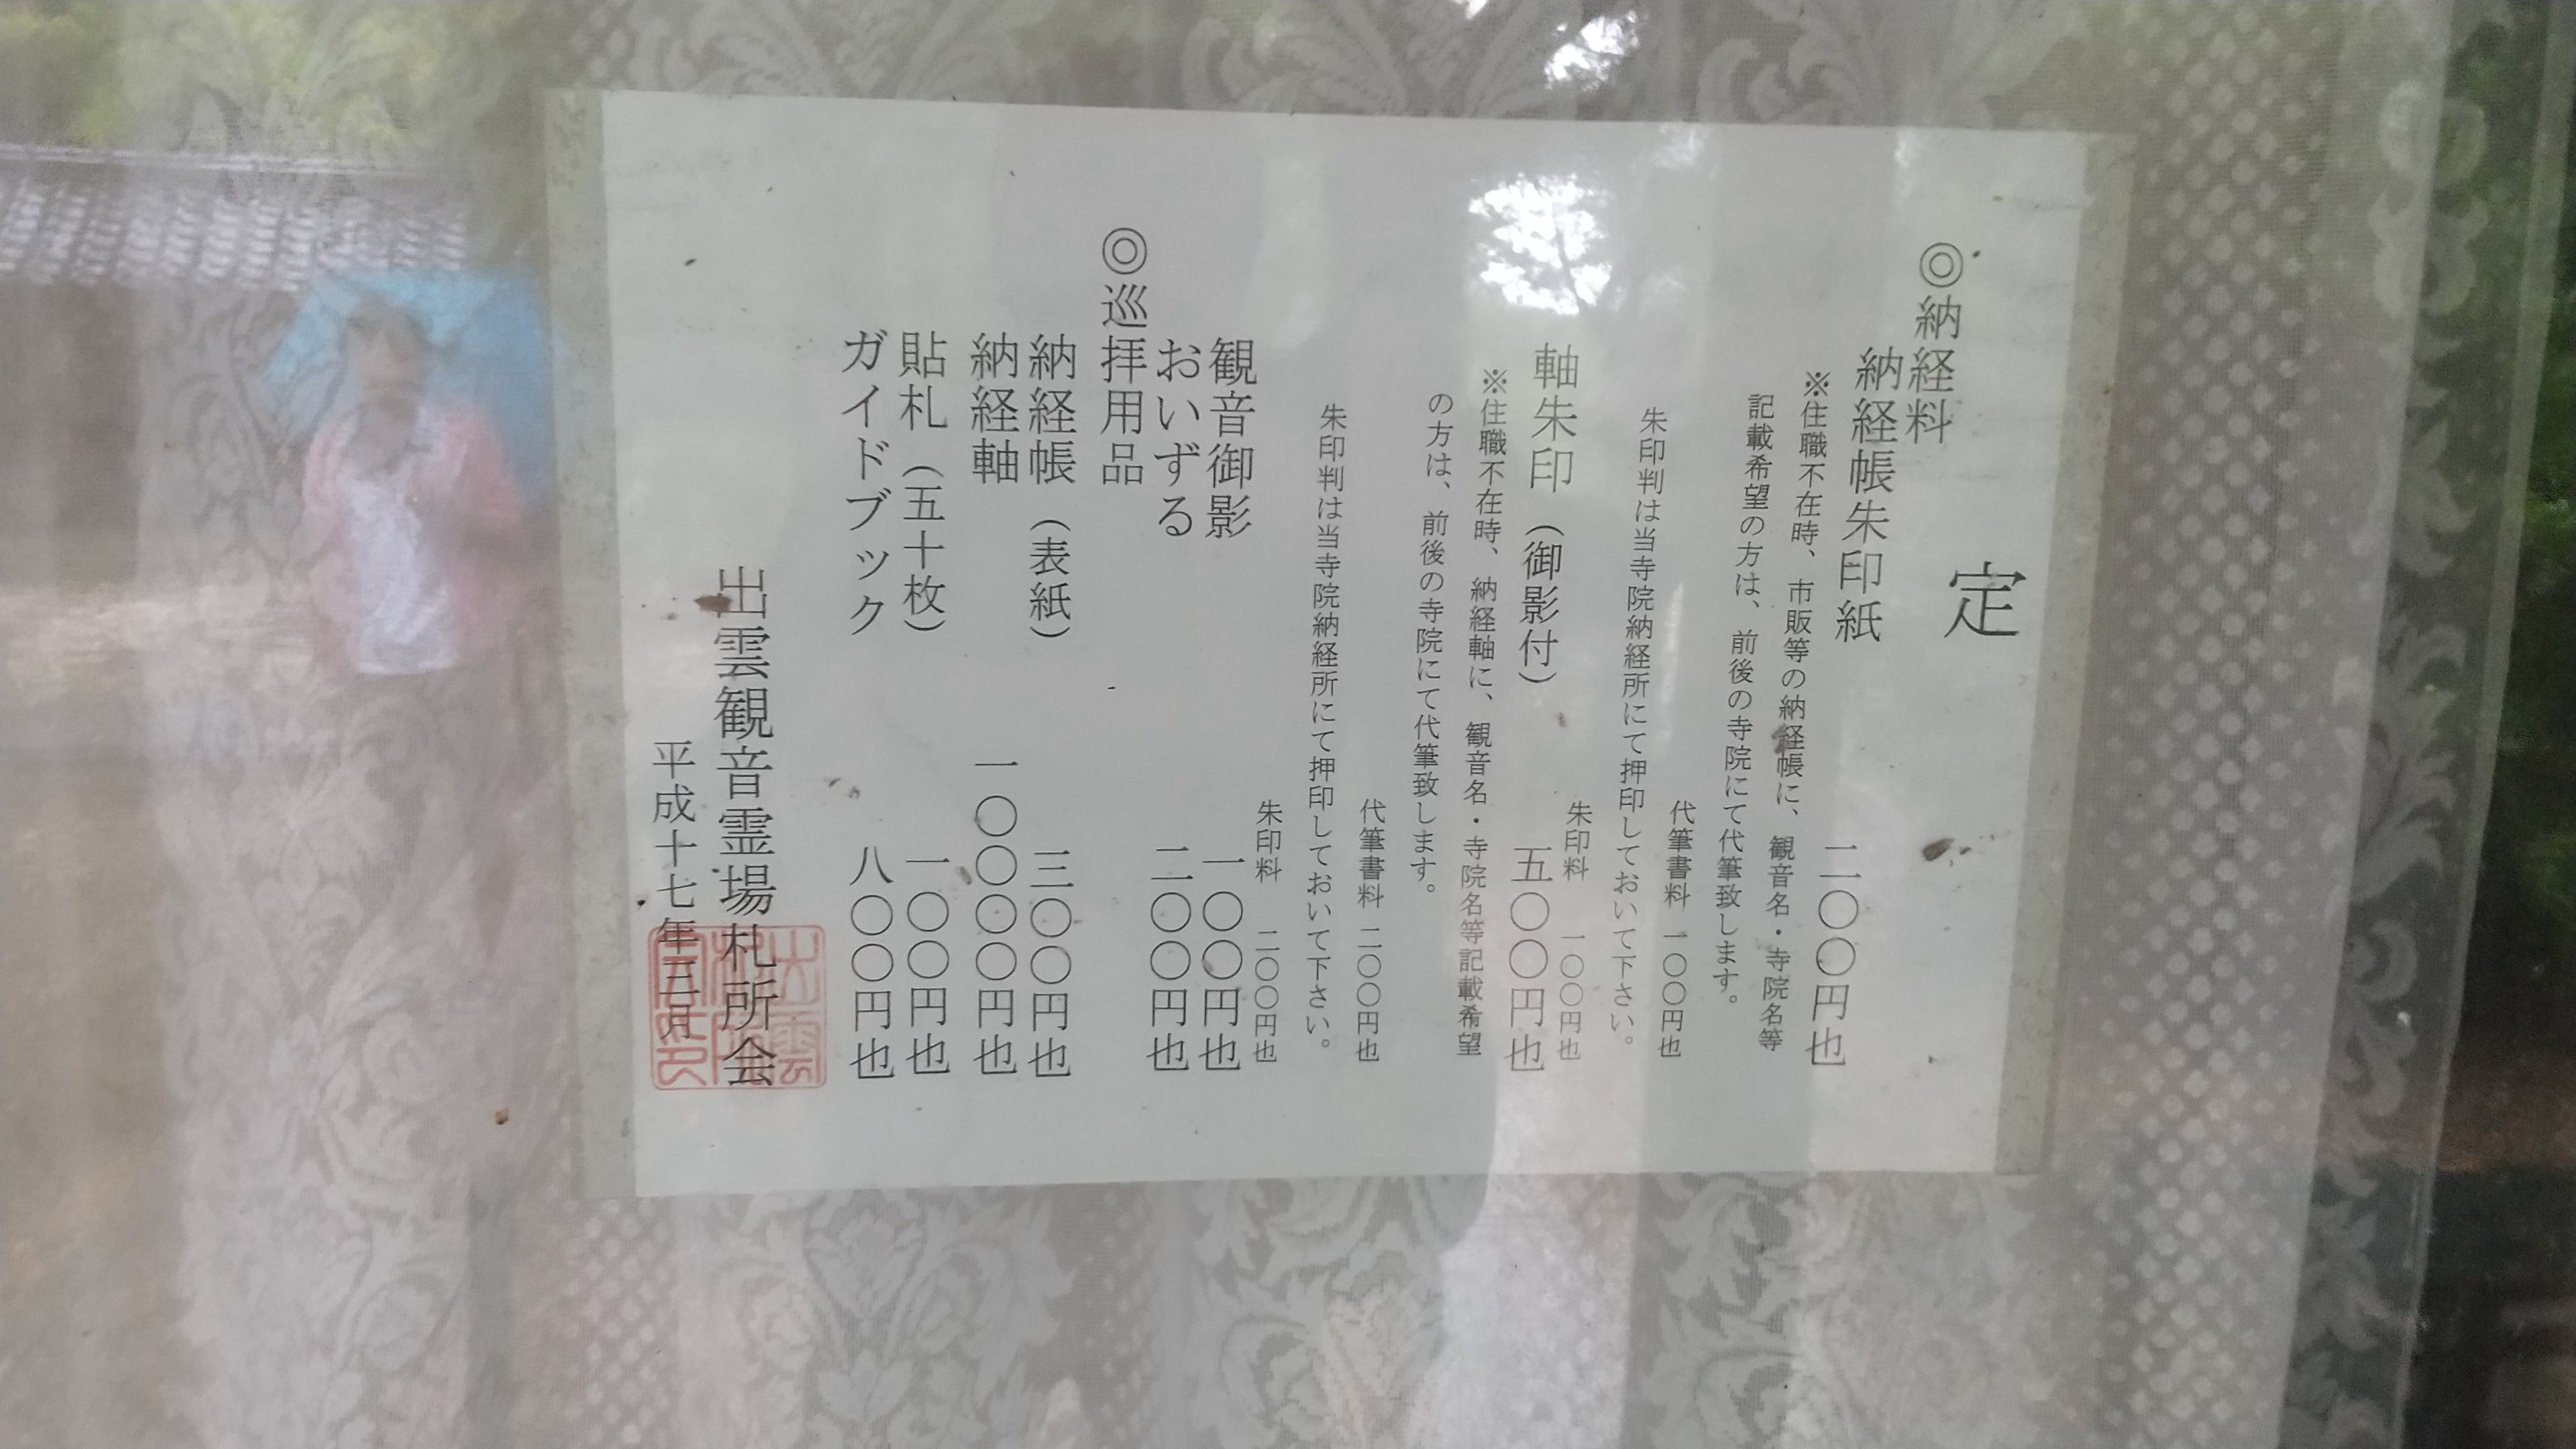 定
◎納経料
納経帳朱印紙 二〇〇円也
※住職不在時、市販等の納経帳に、観音名・寺院名等
記載希望の方は、前後の寺院にて代筆致します。
代筆書料 一〇〇円也
朱印判は当寺院納経所にて押印しておいて下さい。
朱印料 一〇〇円也
軸朱印(御影付) 五〇〇円也
※住職不在時、納経軸に、観音名・寺院名等記載希望
の方は、前後の寺院にて代筆致します。
代筆書料 二〇〇円也
朱印判は当寺院納経所にて押印しておいて下さい。
朱印料 二〇〇円也
観音御影 一〇〇円也
おいずる 二〇〇円也
◎巡拝用品
納経帳(表紙) 三〇〇円也
納経軸 一〇〇〇〇円也
貼札(五十枚) 一〇〇円也
ガイドブック 八〇〇円也
出雲観音霊場札所会
平成十七年三月